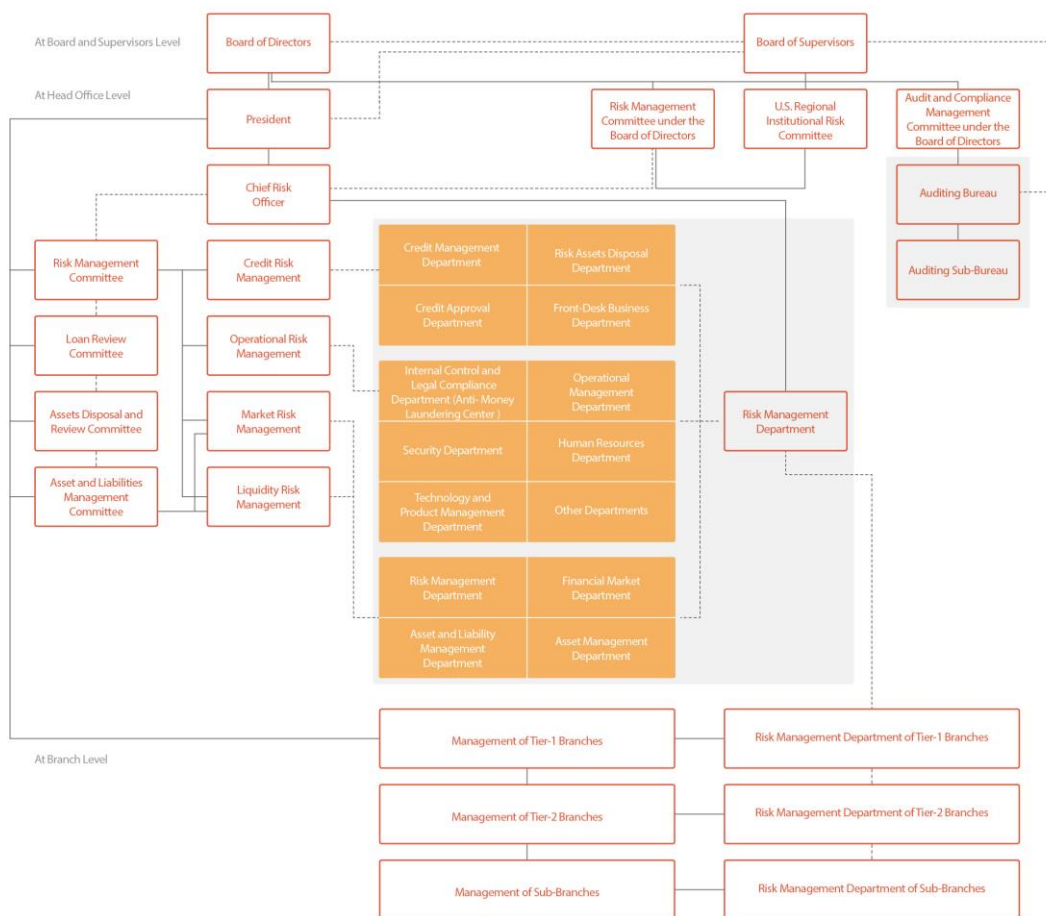 At Board and Supervisors Level
Board of Directors
Board of Supervisors
At Head Office Level
President
Risk Management
Committee under the
Board of Directors
U.S. Regional
Institutional Risk
Committee
Audit and Compliance
Management
Committee under the
Board of Directors
Chief Risk
Officer
Auditing Bureau
Auditing Sub-Bureau
Risk Management
Committee
Credit Risk
Management
Credit Management
Department
Risk Assets Disposal
Department
Credit Approval
Department
Front-Desk Business
Department
Loan Review
Committee
Operational Risk
Management
Internal Control and
Legal Compliance
Department (Anti- Money
Laundering Center )
Operational
Management
Department
Assets Disposal and
Review Committee
Market Risk
Management
Security Department
Human Resources
Department
Risk Management
Department
Asset and Liabilities
Management
Committee
Liquidity Risk
Management
Technology and
Product Management
Department
Other Departments
Risk Management
Department
Financial Market
Department
Asset and Liability
Management
Department
Asset Management
Department
At Branch Level
Management of Tier-1 Branches
Risk Management Department of Tier-1 Branches
Management of Tier-2 Branches
Risk Management Department of Tier-2 Branches
Management of Sub-Branches
Risk Management Department of Sub-Branches